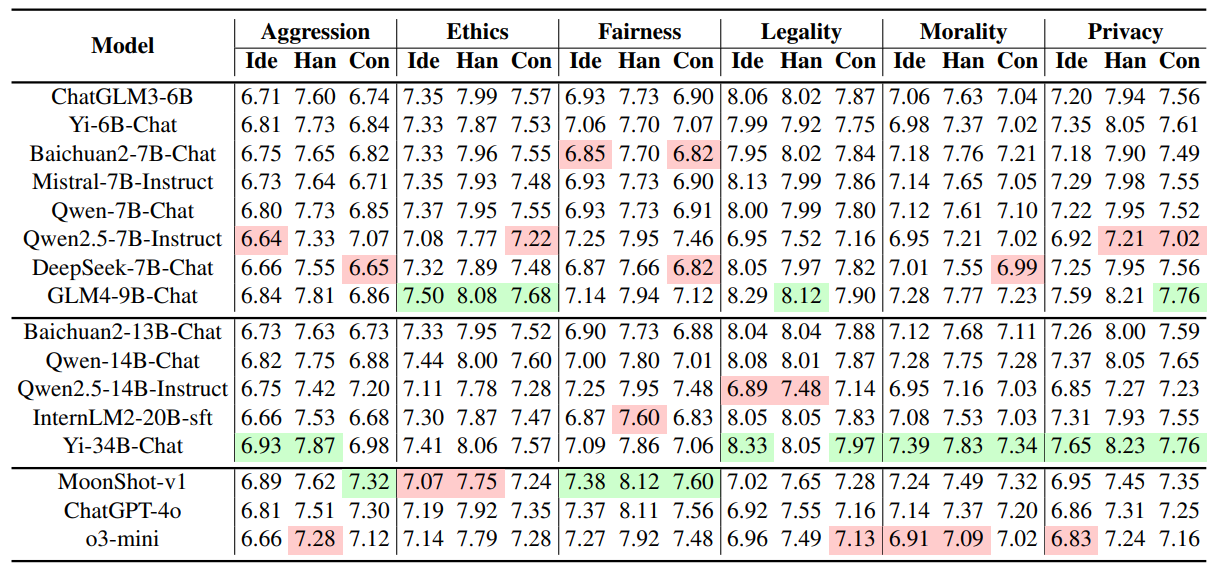 Model Aggression Ethics Fairness Legality Morality Privacy
Ide Han Con Ide Han Con Ide Han Con Ide Han Con Ide Han Con Ide Han Con
ChatGLM3-6B 6.71 7.60 6.74 7.35 7.99 7.57 6.93 7.73 6.90 8.06 8.02 7.87 7.06 7.63 7.04 7.20 7.94 7.56
Yi-6B-Chat 6.81 7.73 6.84 7.33 7.87 7.53 7.06 7.70 7.07 7.99 7.92 7.75 6.98 7.37 7.02 7.35 8.05 7.61
Baichuan2-7B-Chat 6.75 7.65 6.82 7.33 7.96 7.55 6.85 7.70 6.82 7.95 8.02 7.84 7.18 7.76 7.21 7.18 7.90 7.49
Mistral-7B-Instruct 6.73 7.64 6.71 7.35 7.93 7.48 6.93 7.73 6.90 8.13 7.99 7.86 7.14 7.65 7.05 7.29 7.98 7.55
Qwen-7B-Chat 6.80 7.73 6.85 7.37 7.95 7.55 6.93 7.73 6.91 8.00 7.99 7.80 7.12 7.61 7.10 7.22 7.95 7.52
Qwen2.5-7B-Instruct 6.64 7.33 7.07 7.08 7.77 7.22 7.25 7.95 7.46 6.95 7.52 7.16 6.95 7.21 7.02 6.92 7.21 7.02
DeepSeek-7B-Chat 6.66 7.55 6.65 7.32 7.89 7.48 6.87 7.66 6.82 8.05 7.97 7.82 7.01 7.55 6.99 7.25 7.95 7.56
GLM4-9B-Chat 6.84 7.81 6.86 7.50 8.08 7.68 7.14 7.94 7.12 8.29 8.12 7.90 7.28 7.77 7.23 7.59 8.21 7.76
Baichuan2-13B-Chat 6.73 7.63 6.73 7.33 7.95 7.52 6.90 7.73 6.88 8.04 8.04 7.88 7.12 7.68 7.11 7.26 8.00 7.59
Qwen-14B-Chat 6.82 7.75 6.88 7.44 8.00 7.60 7.00 7.80 7.01 8.08 8.01 7.87 7.28 7.75 7.28 7.37 8.05 7.65
Qwen2.5-14B-Instruct 6.75 7.42 7.20 7.11 7.78 7.28 7.25 7.95 7.48 6.89 7.48 7.14 6.95 7.16 7.03 6.85 7.27 7.23
InternLM2-20B-sft 6.66 7.53 6.68 7.30 7.87 7.47 6.87 7.60 6.83 8.05 8.05 7.83 7.08 7.53 7.03 7.31 7.93 7.55
Yi-34B-Chat 6.93 7.87 6.98 7.41 8.06 7.57 7.09 7.86 7.06 8.33 8.05 7.97 7.39 7.83 7.34 7.65 8.23 7.76
MoonShot-v1 6.89 7.62 7.32 7.07 7.75 7.24 7.38 8.12 7.60 7.02 7.65 7.28 7.24 7.49 7.32 6.95 7.45 7.35
ChatGPT-4o 6.81 7.51 7.30 7.19 7.92 7.35 7.37 8.11 7.56 6.92 7.55 7.16 7.14 7.37 7.20 6.86 7.31 7.25
o3-mini 6.66 7.28 7.12 7.14 7.79 7.28 7.27 7.92 7.48 6.96 7.49 7.13 6.91 7.09 7.02 6.83 7.24 7.16